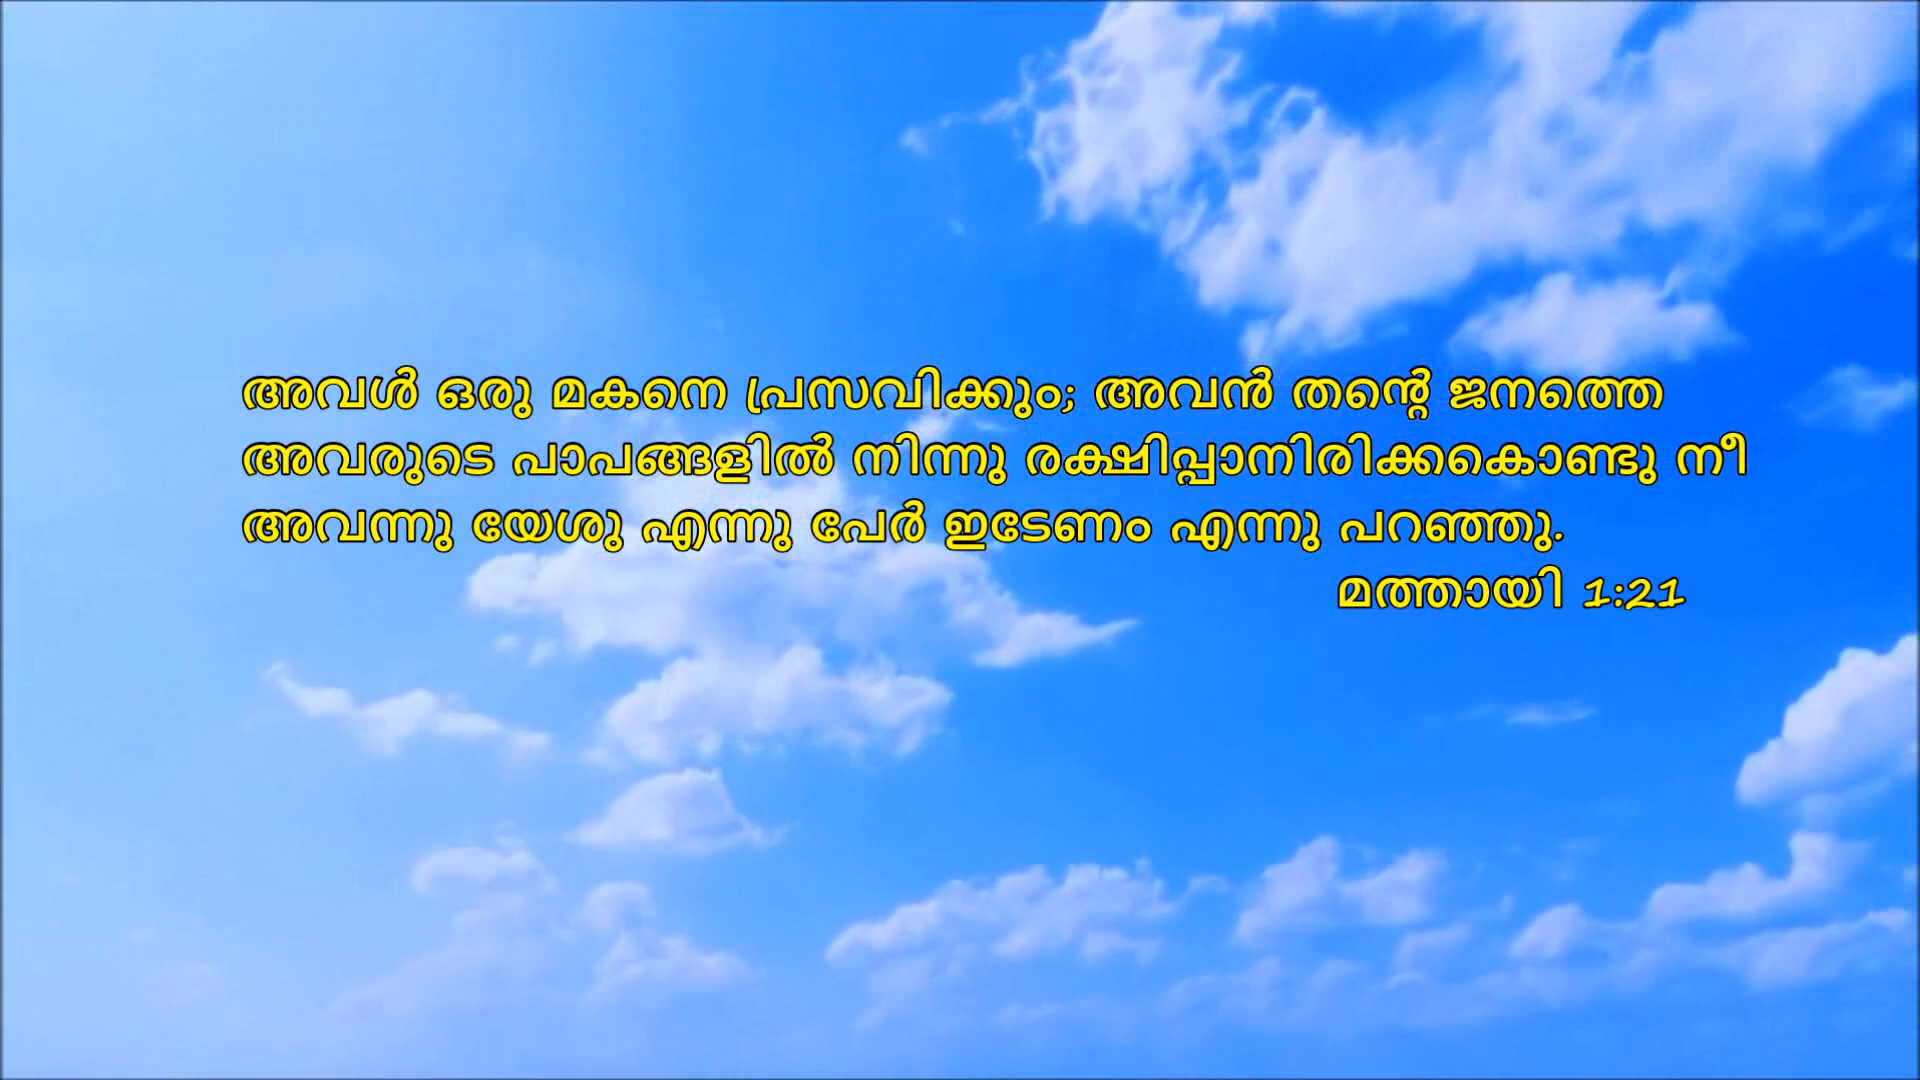 അവൾ ഒരു മകനെ പ്രസവിക്കും; അവൻ തന്റെ ജനത്തെ
അവരുടെ പാപങ്ങളിൽ നിന്നു രക്ഷിപ്പാനിരിക്കകൊണ്ടു നീ
അവന്നു യേശു എന്നു പേർ ഇടേണം എന്നു പറഞ്ഞു.
മത്തായി 1:21